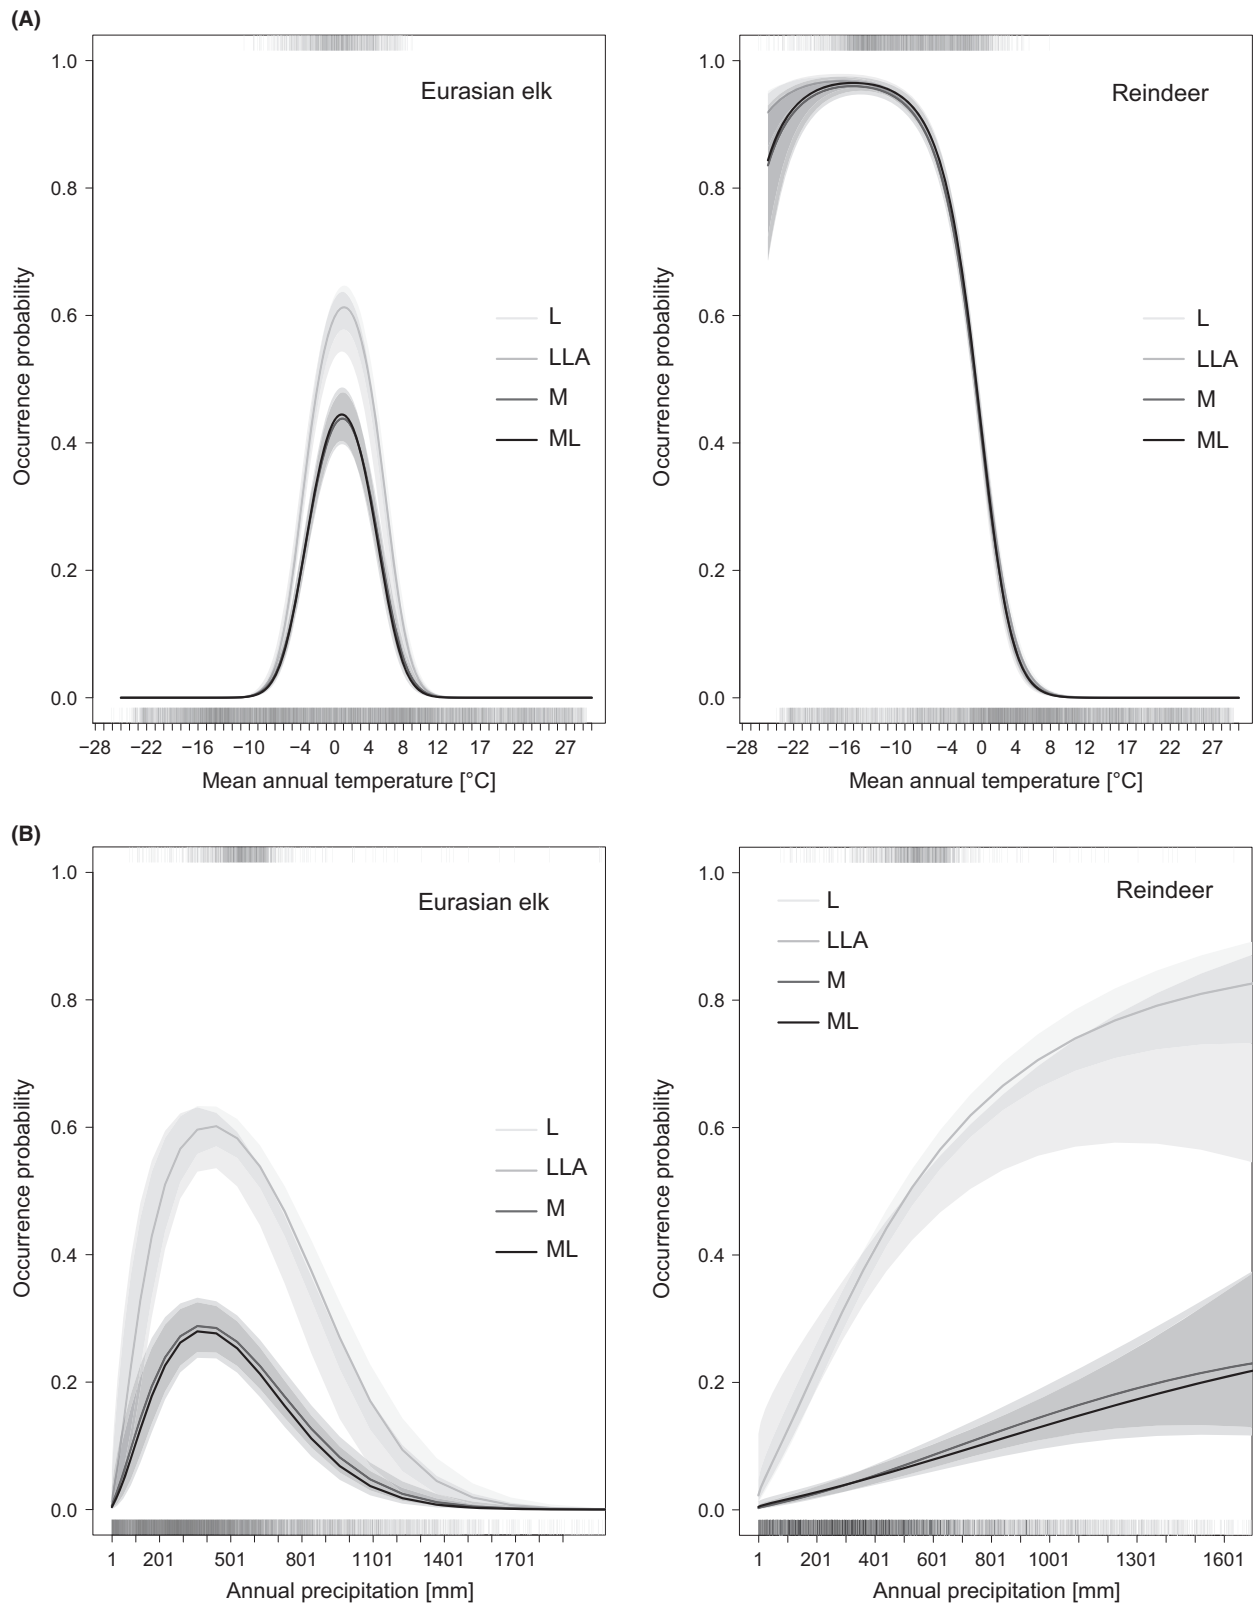 (A)
Eurasian elk
1.0
0.8
0.6
0.4
0.2
0.0
Occurrence probability
L
LLA
M
ML
−28 −22 −16 −10 −4 0 4 8 12 17 22 27
Mean annual temperature [°C]
Reindeer
1.0
0.8
0.6
0.4
0.2
0.0
Occurrence probability
L
LLA
M
ML
−28 −22 −16 −10 −4 0 4 8 12 17 22 27
Mean annual temperature [°C]
(B)
Eurasian elk
1.0
0.8
0.6
0.4
0.2
0.0
Occurrence probability
L
LLA
M
ML
1 201 501 801 1101 1401 1701
Annual precipitation [mm]
Reindeer
1.0
0.8
0.6
0.4
0.2
0.0
Occurrence probability
L
LLA
M
ML
1 201 401 601 801 1001 1301 1601
Annual precipitation [mm]